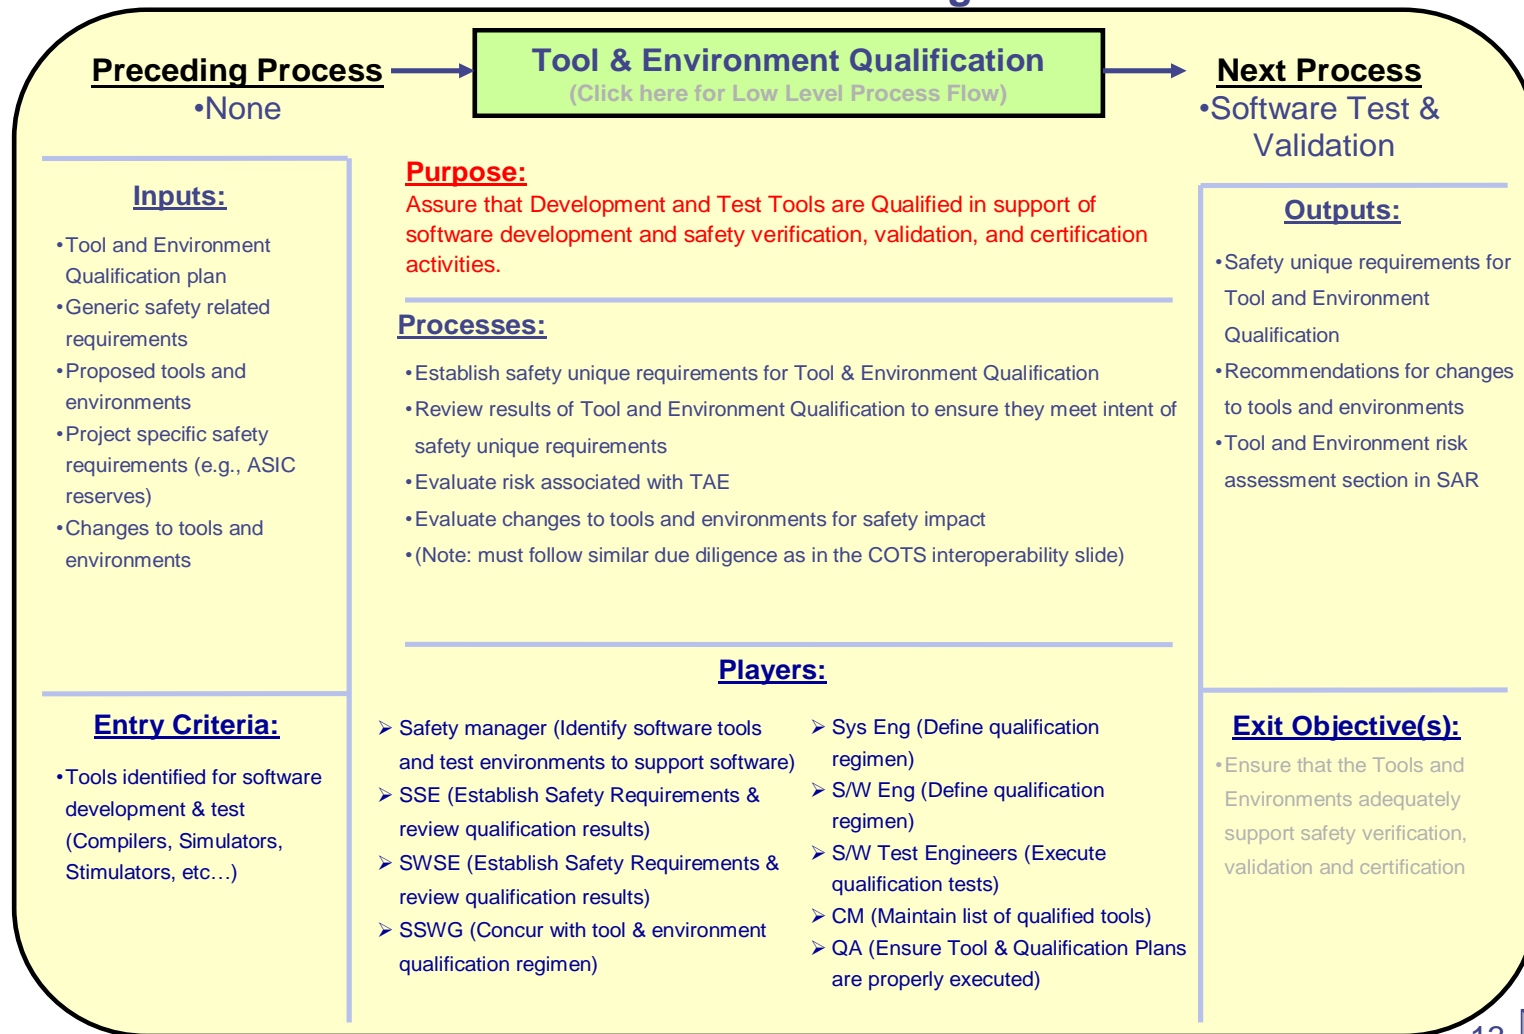 Preceding Process
•None
Tool & Environment Qualification
(Click here for Low Level Process Flow)
Next Process
•Software Test &
Validation
Inputs:
•Tool and Environment
Qualification plan
•Generic safety related
requirements
•Proposed tools and
environments
•Project specific safety
requirements (e.g., ASIC
reserves)
•Changes to tools and
environments
Purpose:
Assure that Development and Test Tools are Qualified in support of
software development and safety verification, validation, and certification
activities.
Processes:
•Establish safety unique requirements for Tool & Environment Qualification
•Review results of Tool and Environment Qualification to ensure they meet intent of
safety unique requirements
•Evaluate risk associated with TAE
•Evaluate changes to tools and environments for safety impact
•(Note: must follow similar due diligence as in the COTS interoperability slide)
Outputs:
•Safety unique requirements for
Tool and Environment
Qualification
•Recommendations for changes
to tools and environments
•Tool and Environment risk
assessment section in SAR
Entry Criteria:
•Tools identified for software
development & test
(Compilers, Simulators,
Stimulators, etc…)
Players:
➢ Safety manager (Identify software tools
and test environments to support software)
➢ SSE (Establish Safety Requirements &
review qualification results)
➢ SWSE (Establish Safety Requirements &
review qualification results)
➢ SSWG (Concur with tool & environment
qualification regimen)
➢ Sys Eng (Define qualification
regimen)
➢ S/W Eng (Define qualification
regimen)
➢ S/W Test Engineers (Execute
qualification tests)
➢ CM (Maintain list of qualified tools)
➢ QA (Ensure Tool & Qualification Plans
are properly executed)
Exit Objective(s):
•Ensure that the Tools and
Environments adequately
support safety verification,
validation and certification